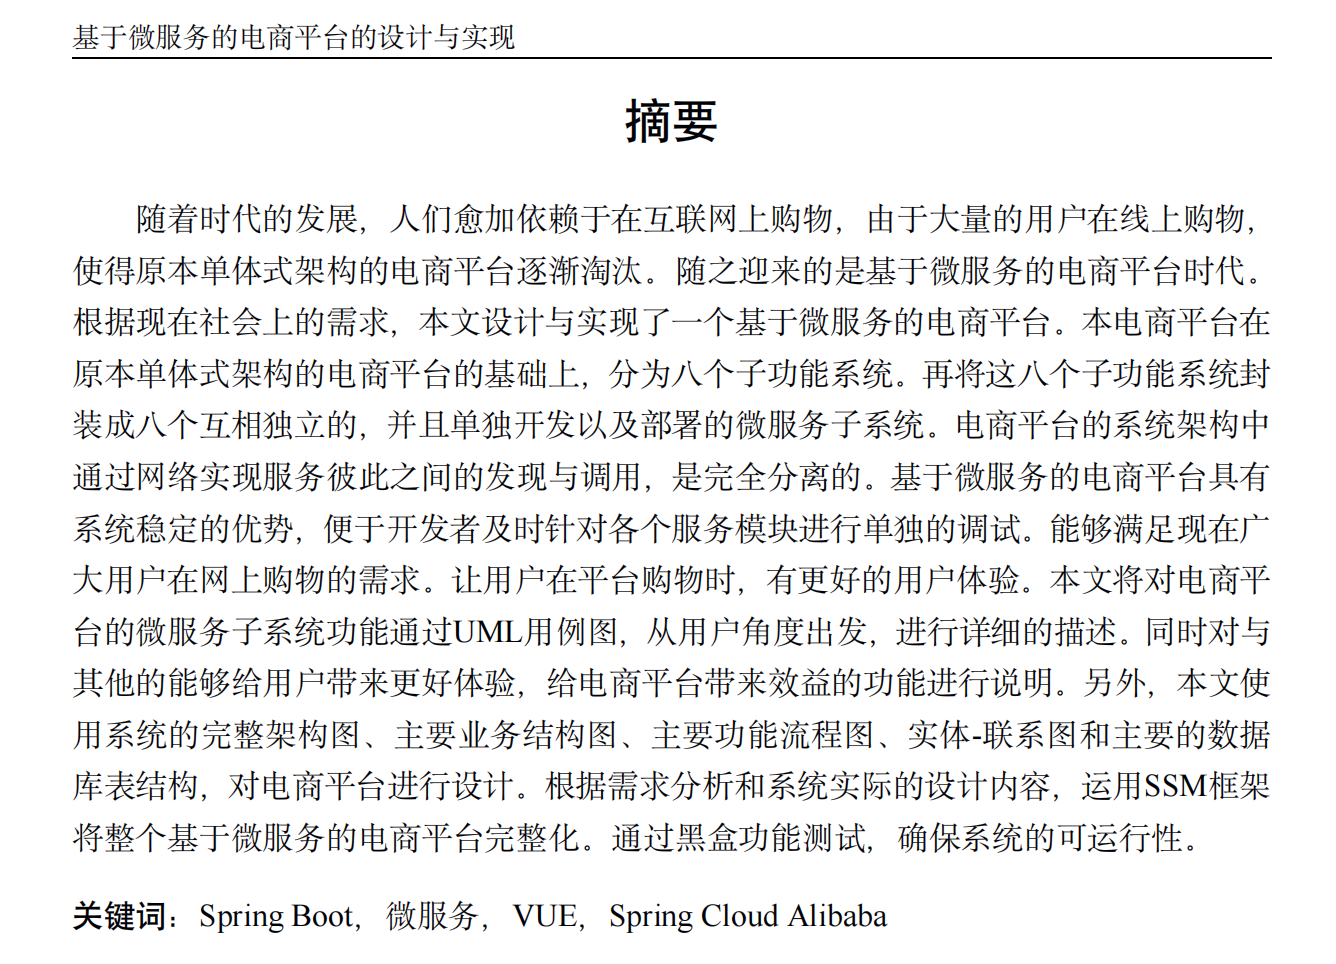 基于微服务的电商平台的设计与实现
摘要
随着时代的发展，人们愈加依赖于在互联网上购物，由于大量的用户在线上购物，
使得原本单体式架构的电商平台逐渐淘汰。随之迎来的是基于微服务的电商平台时代。
根据现在社会上的需求，本文设计与实现了一个基于微服务的电商平台。本电商平台在
原本单体式架构的电商平台的基础上，分为八个子功能系统。再将这八个子功能系统封
装成八个互相独立的，并且单独开发以及部署的微服务子系统。电商平台的系统架构中
通过网络实现服务彼此之间的发现与调用，是完全分离的。基于微服务的电商平台具有
系统稳定的优势，便于开发者及时针对各个服务模块进行单独的调试。能够满足现在广
大用户在网上购物的需求。让用户在平台购物时，有更好的用户体验。本文将对电商平
台的微服务子系统功能通过UML用例图，从用户角度出发，进行详细的描述。同时对与
其他的能够给用户带来更好体验，给电商平台带来效益的功能进行说明。另外，本文使
用系统的完整架构图、主要业务结构图、主要功能流程图、实体-联系图和主要的数据
库表结构，对电商平台进行设计。根据需求分析和系统实际的设计内容，运用SSM框架
将整个基于微服务的电商平台完整化。通过黑盒功能测试，确保系统的可运行性。
关键词：Spring Boot，微服务，VUE，Spring Cloud Alibaba